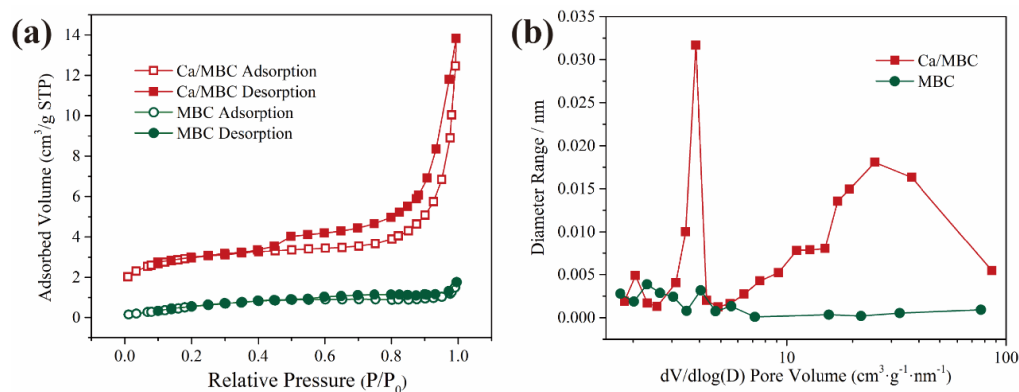 (a)
14
12
10
8
6
4
2
0
Adsorbed Volume (cm³/g STP)
Ca/MBC Adsorption
Ca/MBC Desorption
MBC Adsorption
MBC Desorption
0.0 0.2 0.4 0.6 0.8 1.0
Relative Pressure (P/P₀)
(b)
0.035
0.030
0.025
0.020
0.015
0.010
0.005
0.000
Diameter Range / nm
Ca/MBC
MBC
10 100
dV/dlog(D) Pore Volume (cm³·g⁻¹·nm⁻¹)